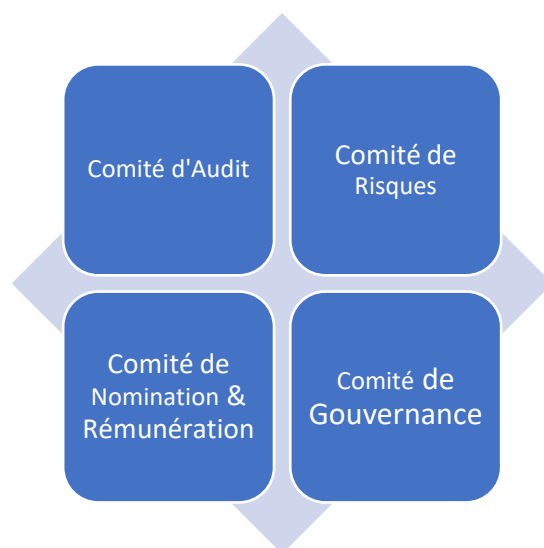 Comité d'Audit
Comité de
Risques
Comité de
Nomination &
Rémunération
Comité de
Gouvernance